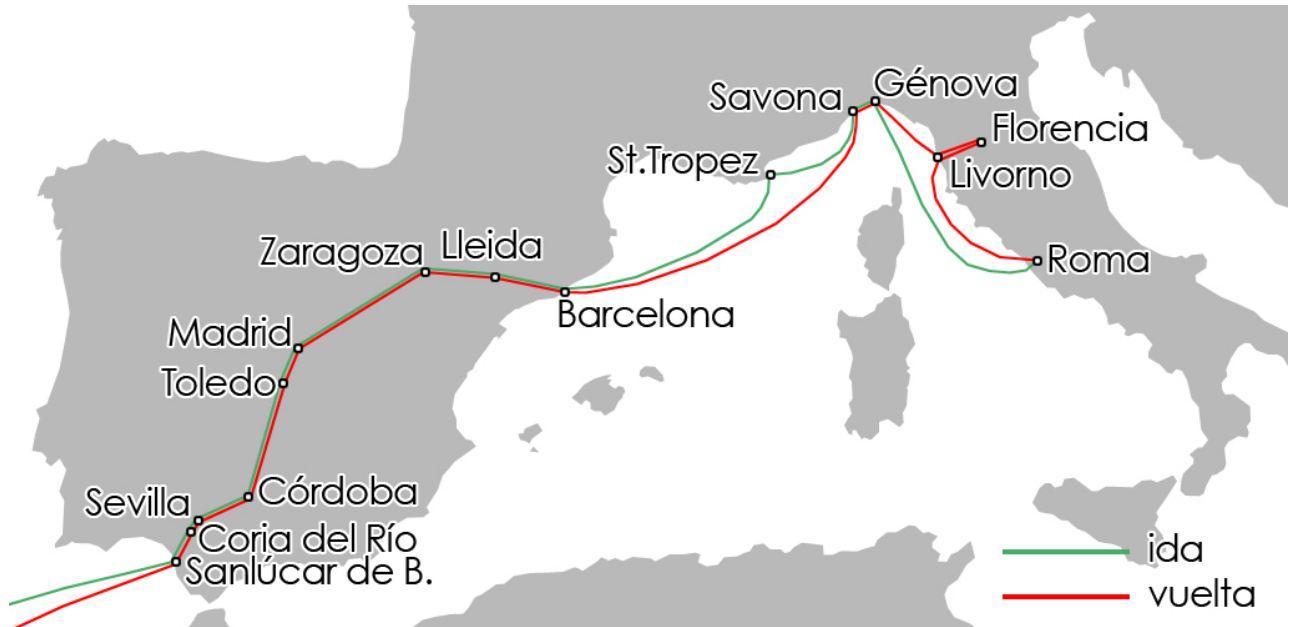 Génova
Savona
Florencia
St.Tropez
Livorno
Zaragoza
Lleida
Roma
Barcelona
Madrid
Toledo
Sevilla
Córdoba
Coria del Río
Sanlúcar de B.
ida
vuelta